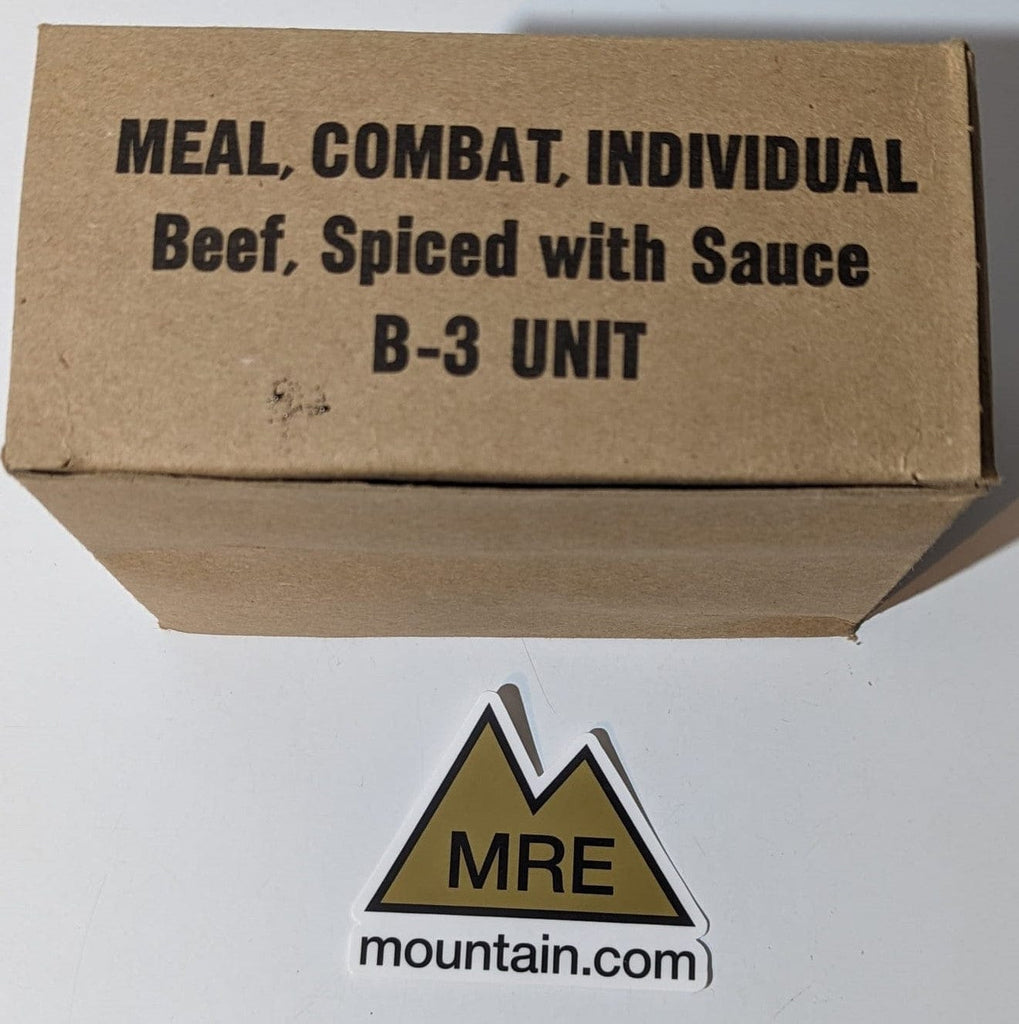 MEAL, COMBAT, INDIVIDUAL
Beef, Spiced with Sauce
B-3 UNIT
MRE
mountain.com